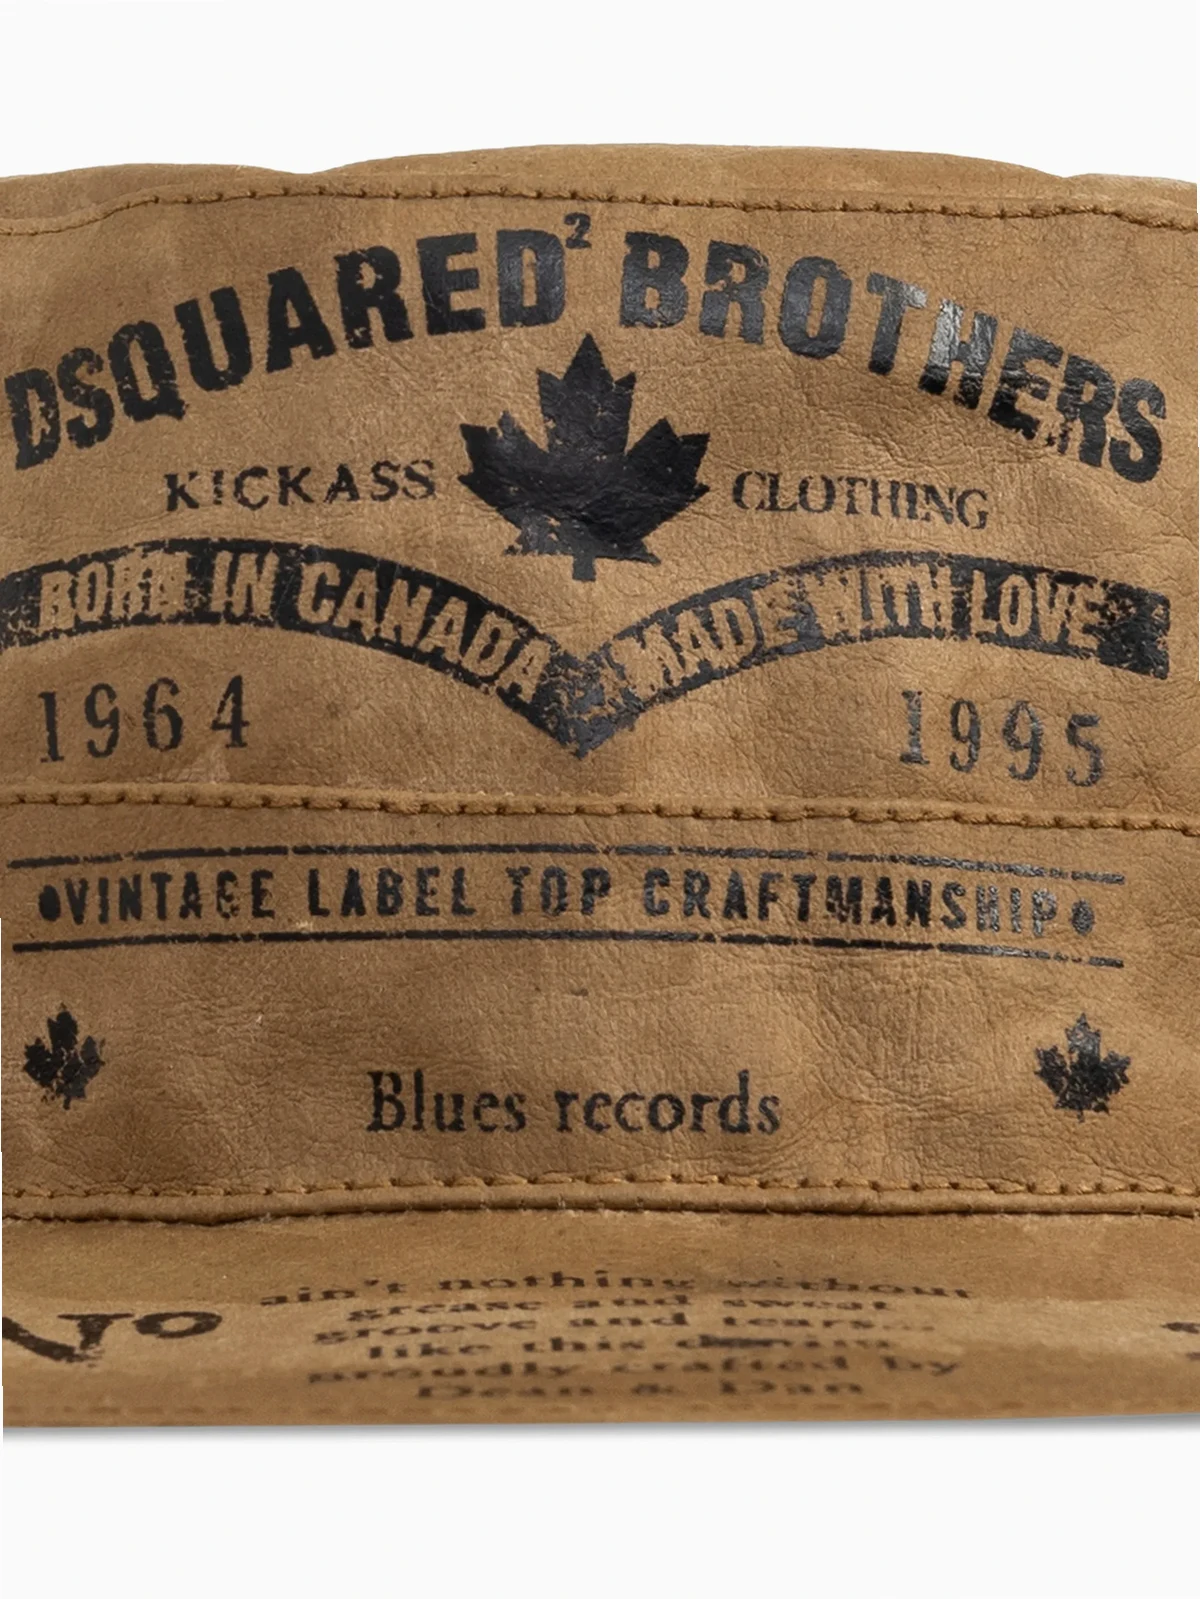 DSQUARED² BROTHERS
KICKASS CLOTHING
BORN IN CANADA MADE WITH LOVE
1964 1995
•VINTAGE LABEL TOP CRAFTMANSHIP•
Blues records
ain't nothing without
grease and sweat
groove and tears...
like this denim
proudly crafted by
Dean & Dan